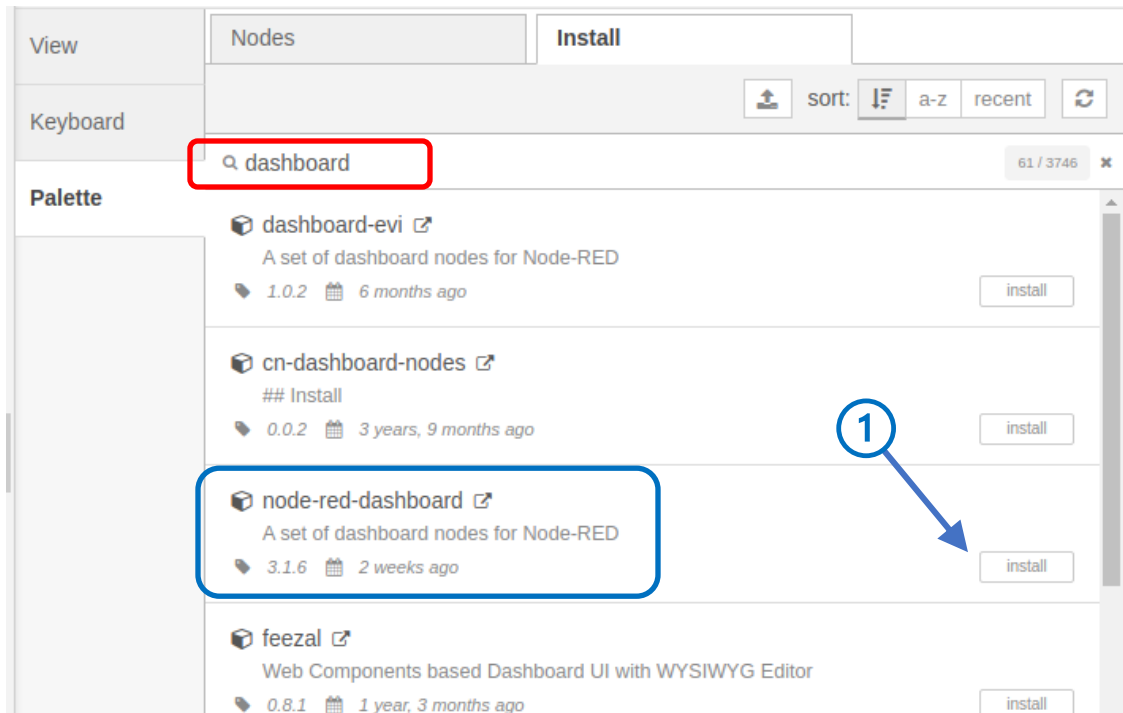 View
Keyboard
Palette
Nodes
Install
sort:
a-z
recent
dashboard
61 / 3746
dashboard-evi
A set of dashboard nodes for Node-RED
1.0.2 6 months ago
install
cn-dashboard-nodes
## Install
0.0.2 3 years, 9 months ago
install
1
node-red-dashboard
A set of dashboard nodes for Node-RED
3.1.6 2 weeks ago
install
feezal
Web Components based Dashboard UI with WYSIWYG Editor
0.8.1 1 year, 3 months ago
install